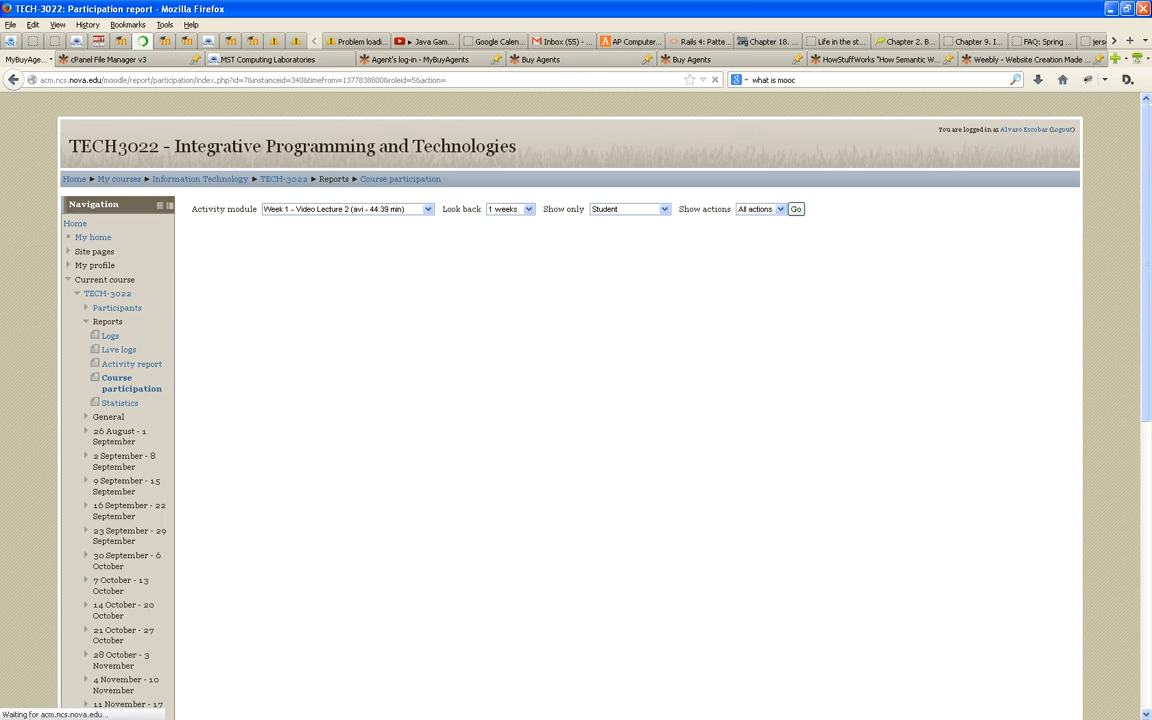 TECH-3022: Participation report - Mozilla Firefox
File Edit View History Bookmarks Tools Help
Problem loadi... Java Gam... Google Calen... Inbox (55) - ... AP Computer... Rails 4: Patte... Chapter 18. ... Life in the st... Chapter 2. B... Chapter 9. I... FAQ: Spring ... jers
MyBuyAge... cPanel File Manager v3 MST Computing Laboratories Agent's log-in - MyBuyAgents Buy Agents Buy Agents HowStuffWorks "How Semantic W... Weebly - Website Creation Made ...
acm.ncs.nova.edu/moodle/report/participation/index.php?id=7&instanceid=340&timefrom=1377838800&roleid=5&action= what is mooc
You are logged in as Alvaro Escobar (Logout)
TECH3022 - Integrative Programming and Technologies
Home ► My courses ► Information Technology ► TECH-3022 ► Reports ► Course participation
Navigation
Activity module Week 1 - Video Lecture 2 (avi - 44:39 min) Look back 1 weeks Show only Student Show actions All actions Go
Home
My home
Site pages
My profile
Current course
TECH-3022
Participants
Reports
Logs
Live logs
Activity report
Course
participation
Statistics
General
26 August - 1
September
2 September - 8
September
9 September - 15
September
16 September - 22
September
23 September - 29
September
30 September - 6
October
7 October - 13
October
14 October - 20
October
21 October - 27
October
28 October - 3
November
4 November - 10
November
11 November - 17
Waiting for acm.ncs.nova.edu...